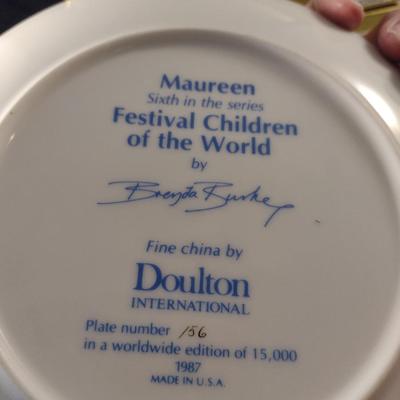 Maureen
Sixth in the series
Festival Children
of the World
by
Brenda Burke
Fine china by
Doulton
INTERNATIONAL
Plate number 156
in a worldwide edition of 15,000
1987
MADE IN U.S.A.